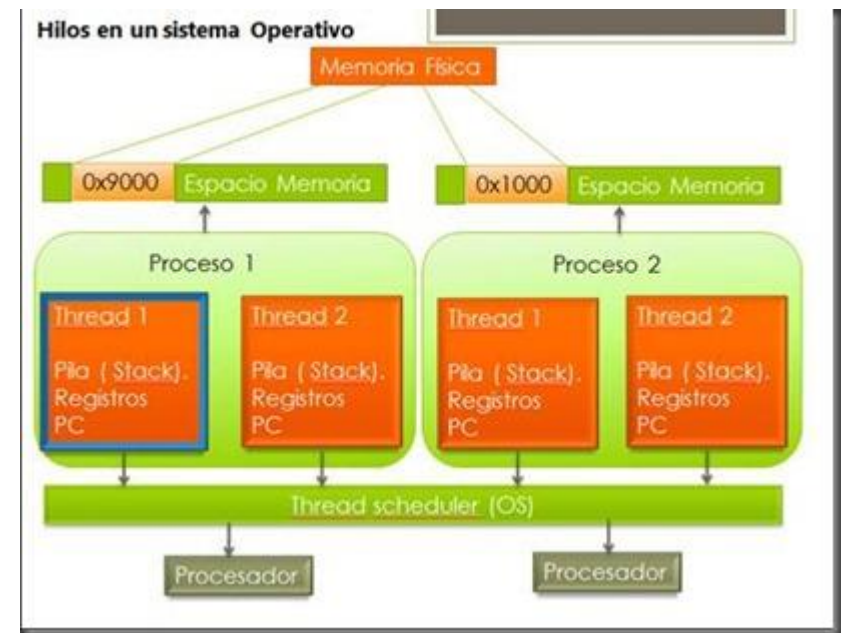 Hilos en un sistema Operativo
Memoria Física
0x9000 Espacio Memoria
0x1000 Espacio Memoria
Proceso 1
Proceso 2
Thread 1
Pila ( Stack).
Registros
PC
Thread 2
Pila ( Stack).
Registros
PC
Thread 1
Pila ( Stack).
Registros
PC
Thread 2
Pila ( Stack).
Registros
PC
Thread scheduler (OS)
Procesador
Procesador